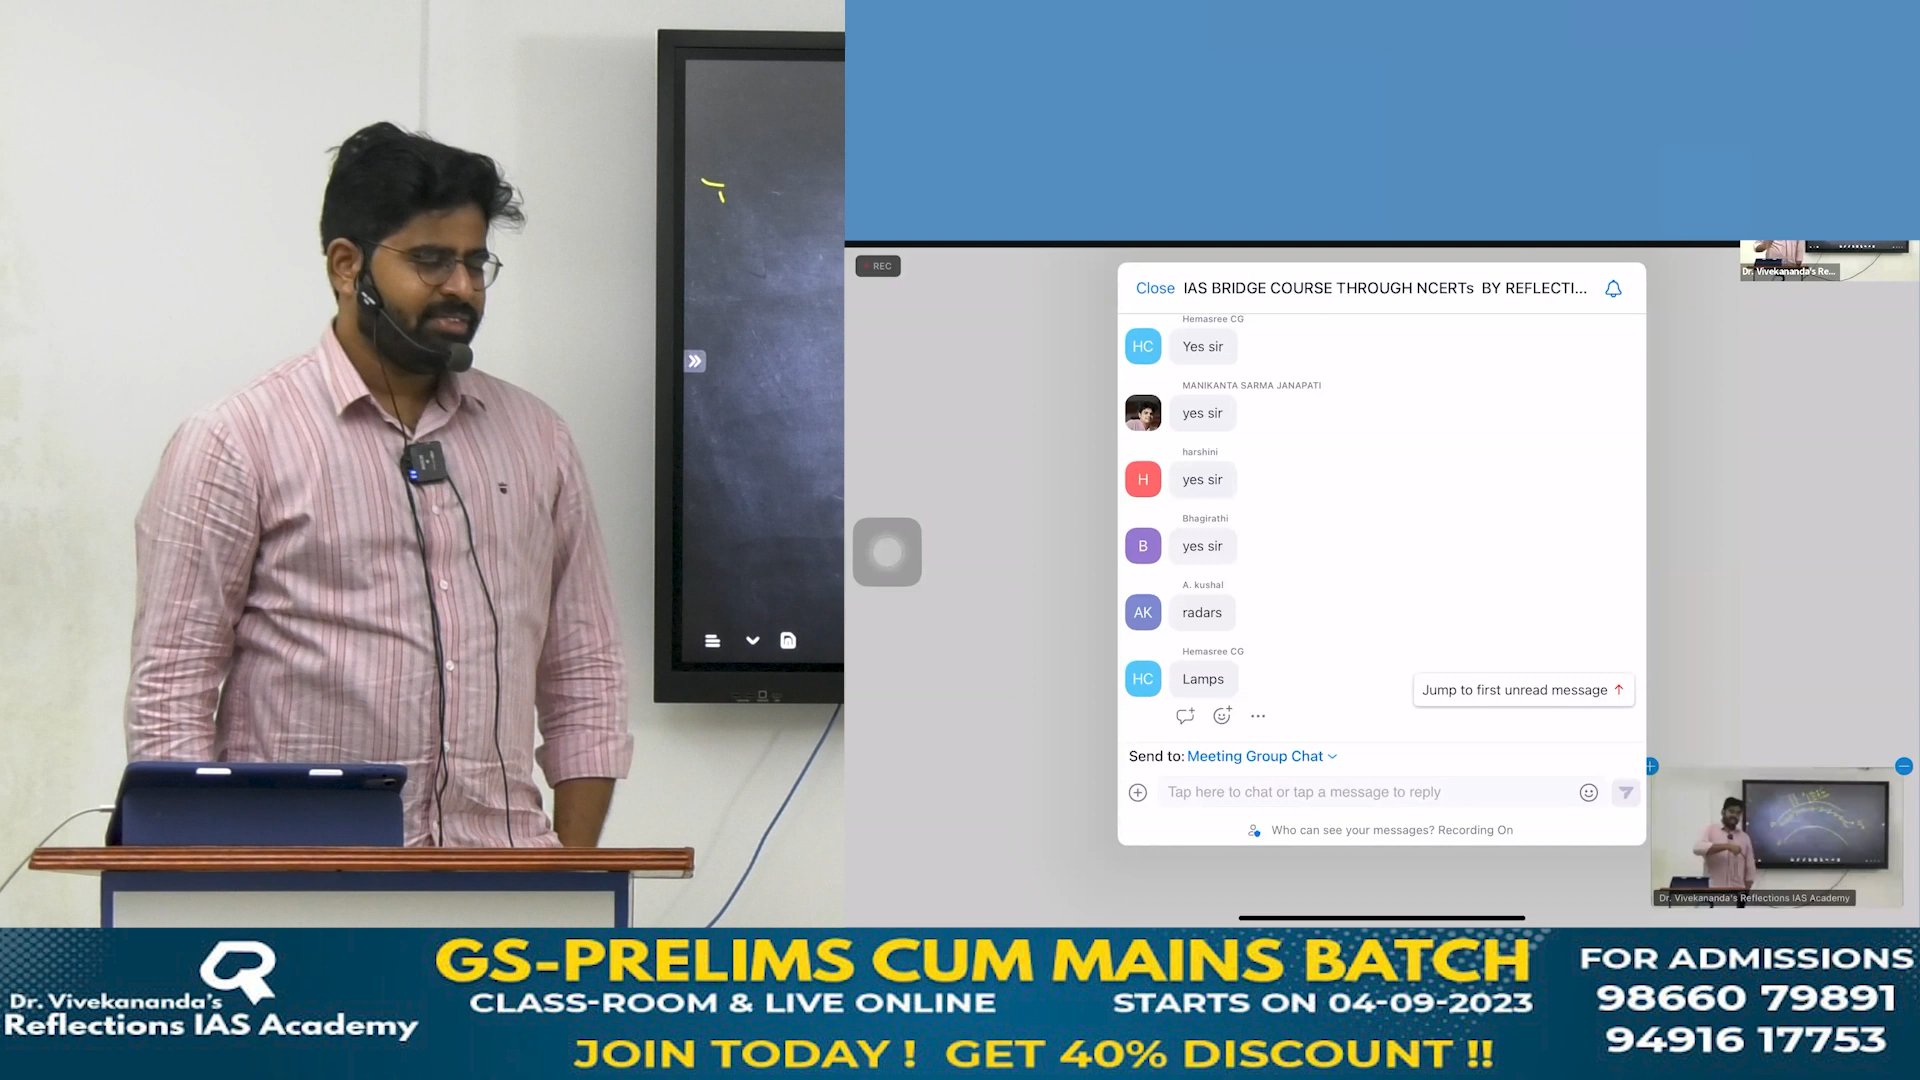 REC
Dr. Vivekananda's Re...
Close IAS BRIDGE COURSE THROUGH NCERTs BY REFLECTI...
Hemasree CG
HC
Yes sir
MANIKANTA SARMA JANAPATI
yes sir
harshini
H
yes sir
Bhagirathi
B
yes sir
A. kushal
AK
radars
Hemasree CG
HC
Lamps
Jump to first unread message ↑
Send to: Meeting Group Chat
Tap here to chat or tap a message to reply
Who can see your messages? Recording On
Dr. Vivekananda's Reflections IAS Academy
Dr. Vivekananda's
Reflections IAS Academy
GS-PRELIMS CUM MAINS BATCH
CLASS-ROOM & LIVE ONLINE STARTS ON 04-09-2023
JOIN TODAY ! GET 40% DISCOUNT !!
FOR ADMISSIONS
98660 79891
94916 17753